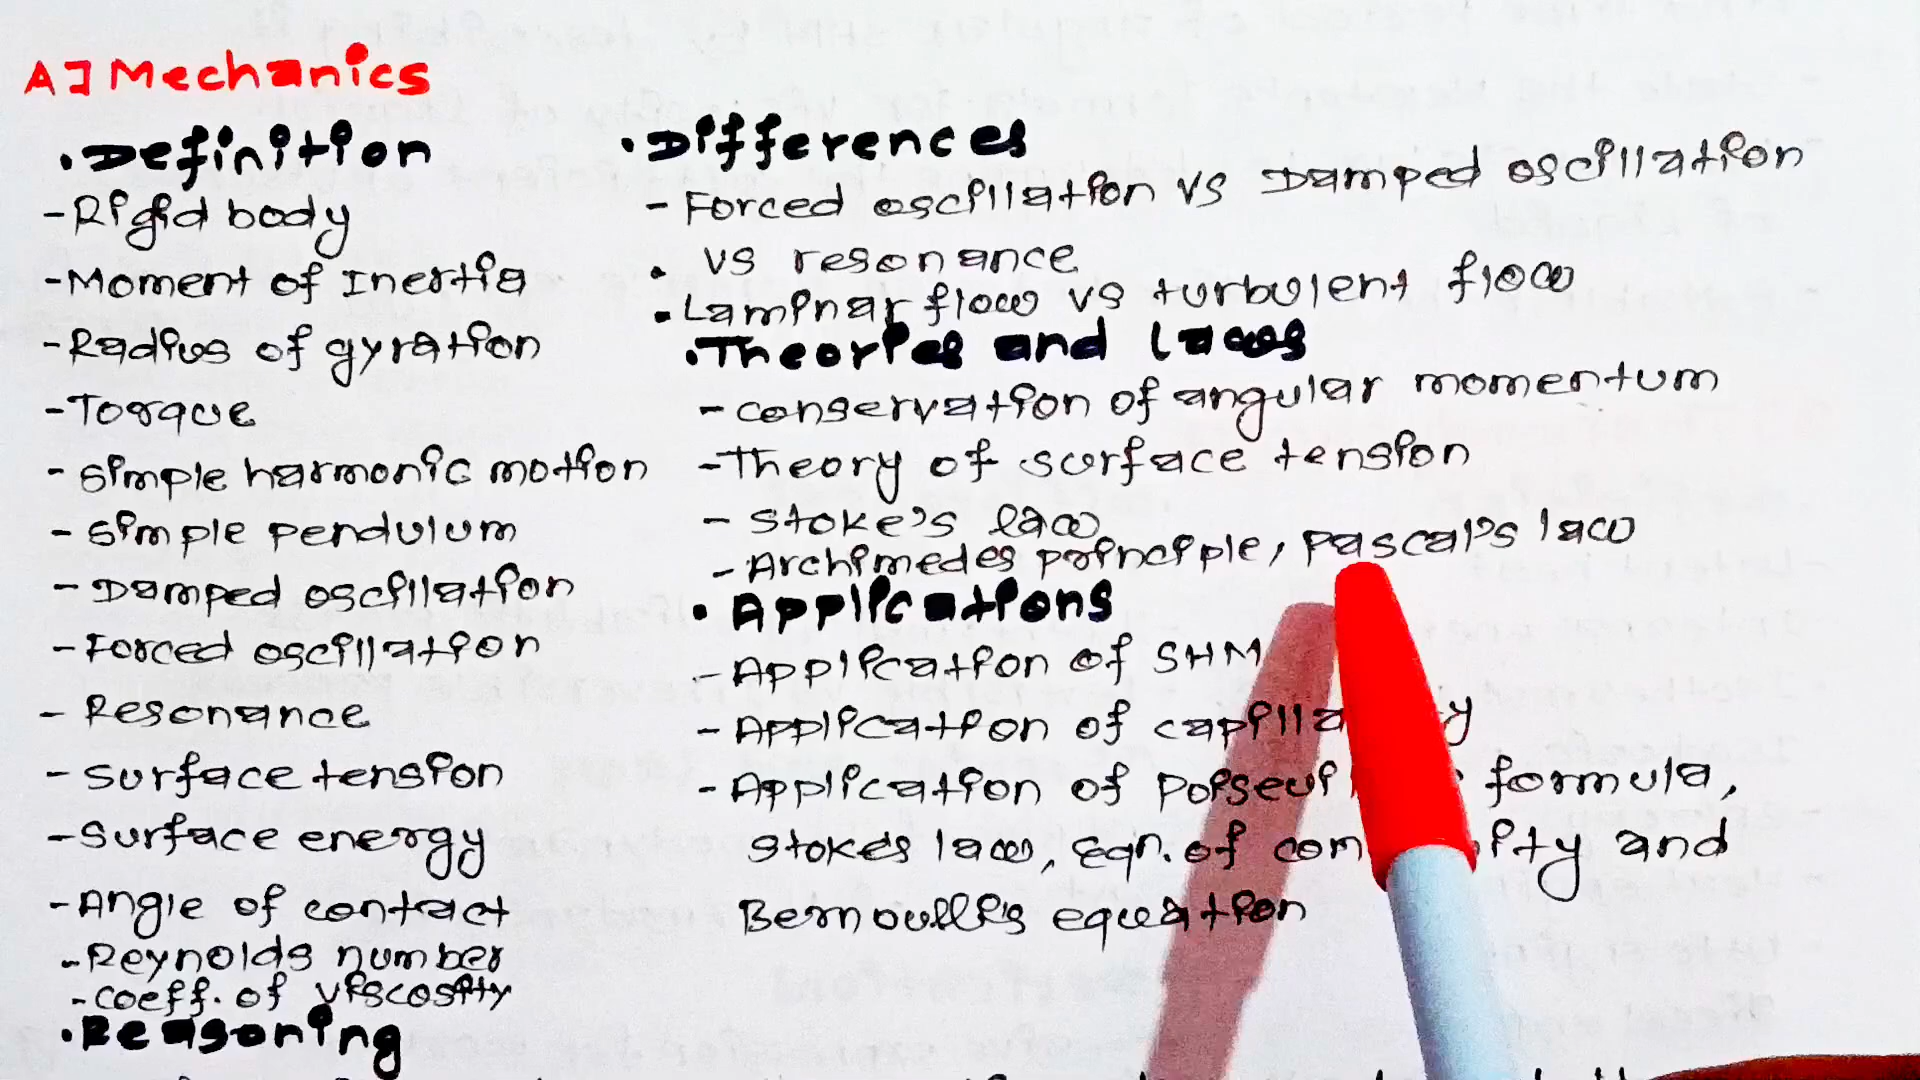 A] Mechanics
• Definition
- Rigid body
- Moment of Inertia
- Radius of gyration
- Torque
- Simple harmonic motion
- Simple pendulum
- Damped oscillation
- Forced oscillation
- Resonance
- Surface tension
- Surface energy
- Angle of contact
- Reynolds number
- coeff. of viscosity
• Reasoning
• Differences
- Forced oscillation vs Damped oscillation
• vs resonance
• Laminar flow vs turbulent flow
• Theories and laws
- conservation of angular momentum
- Theory of surface tension
- Stoke's law
- Archimedes principle, Pascal's law
• Applications
- Application of SHM
- Application of
- Application of formula,
Stokes law, Eqn. of and
Bernoulli's equation